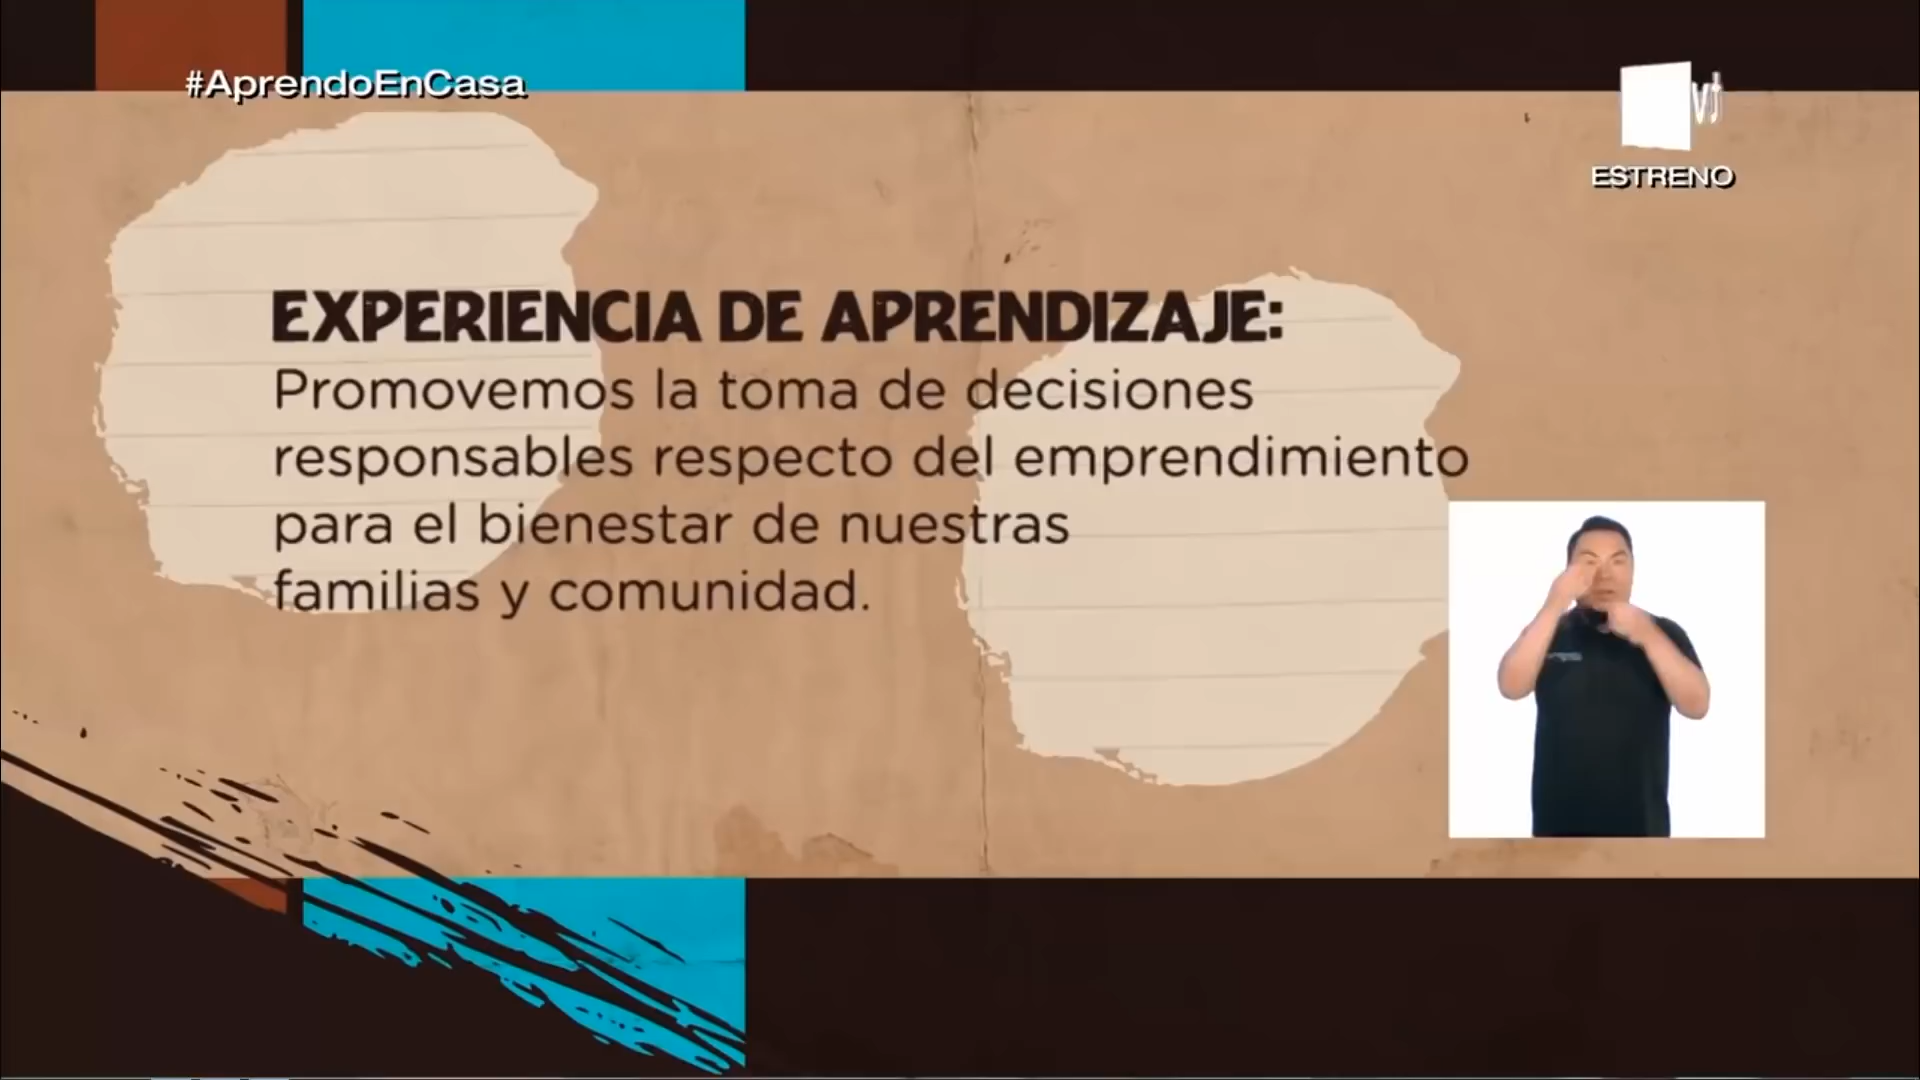 #AprendoEnCasa
ESTRENO
EXPERIENCIA DE APRENDIZAJE:
Promovemos la toma de decisiones
responsables respecto del emprendimiento
para el bienestar de nuestras
familias y comunidad.